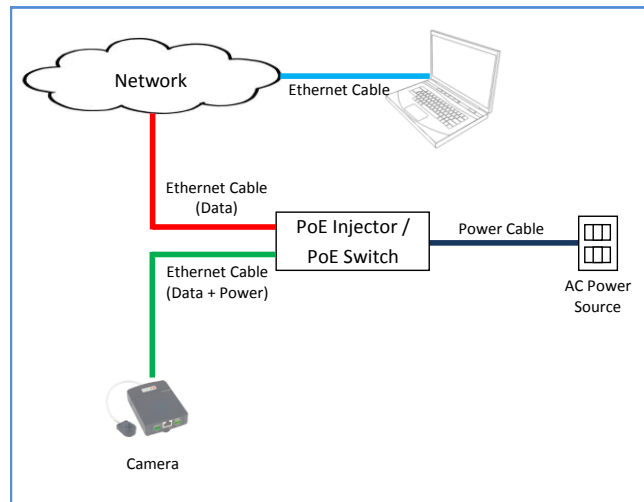 Network
Ethernet Cable
Ethernet Cable
(Data)
PoE Injector /
PoE Switch
Power Cable
Ethernet Cable
(Data + Power)
AC Power
Source
Camera